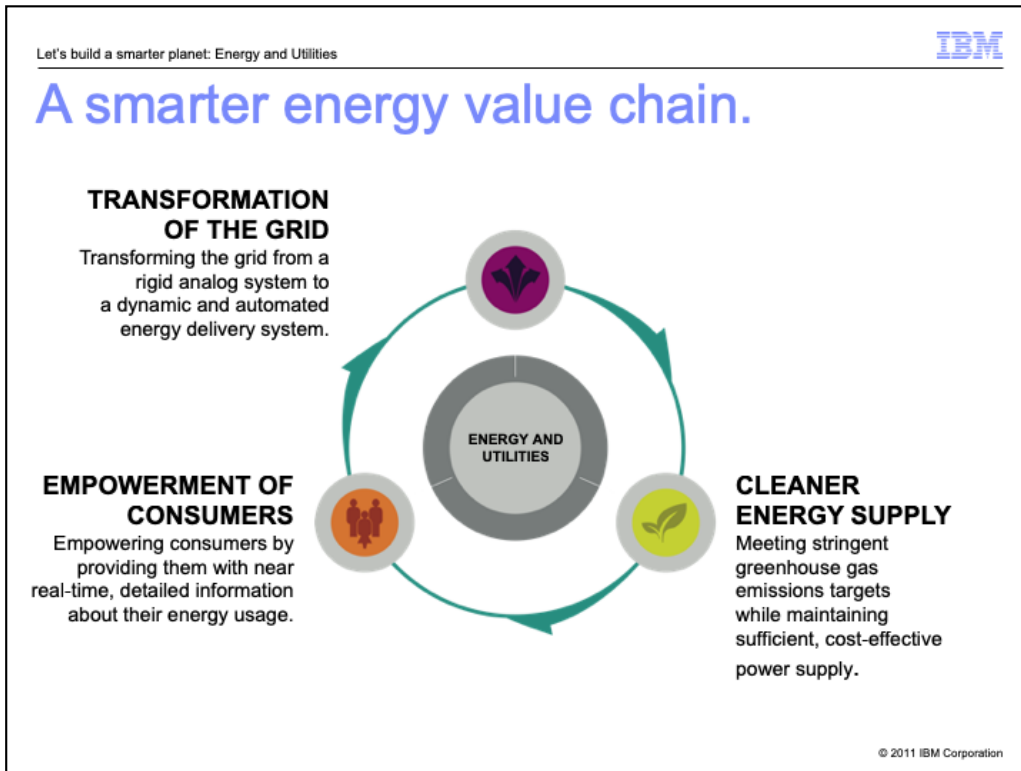 Let's build a smarter planet: Energy and Utilities
IBM
A smarter energy value chain.
TRANSFORMATION
OF THE GRID
Transforming the grid from a
rigid analog system to
a dynamic and automated
energy delivery system.
ENERGY AND
UTILITIES
EMPOWERMENT OF
CONSUMERS
Empowering consumers by
providing them with near
real-time, detailed information
about their energy usage.
CLEANER
ENERGY SUPPLY
Meeting stringent
greenhouse gas
emissions targets
while maintaining
sufficient, cost-effective
power supply.
© 2011 IBM Corporation